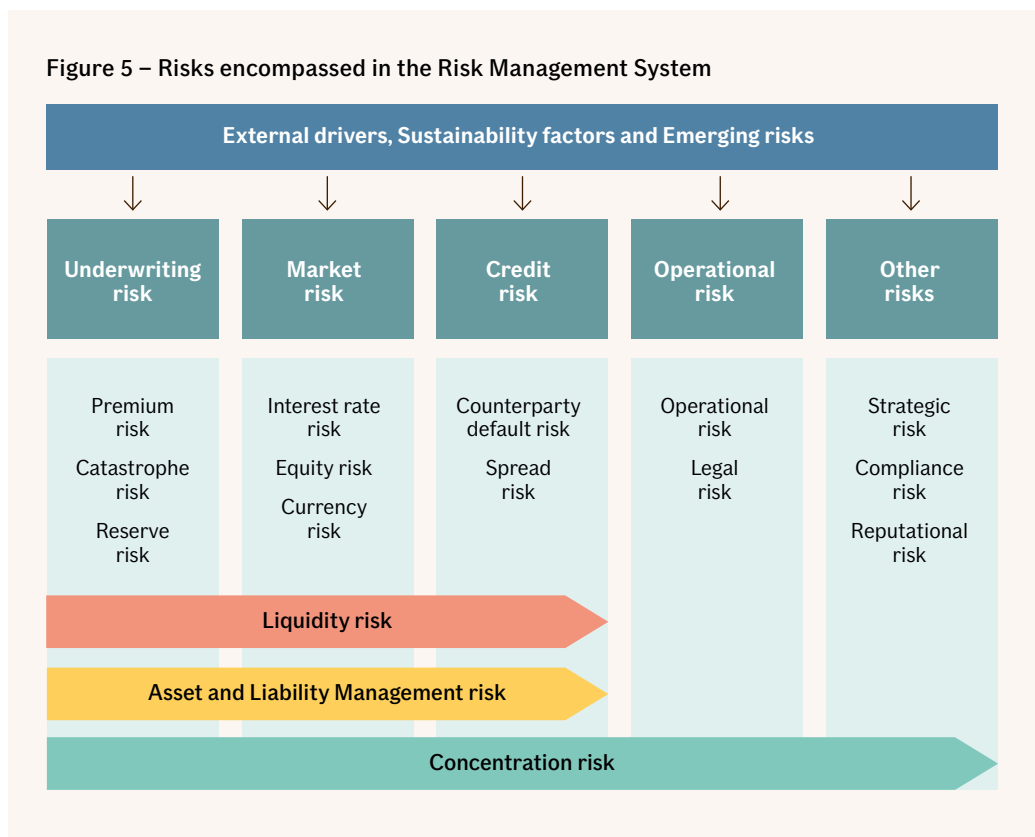 Figure 5 – Risks encompassed in the Risk Management System
External drivers, Sustainability factors and Emerging risks
Underwriting
risk
Market
risk
Credit
risk
Operational
risk
Other
risks
Premium
risk
Catastrophe
risk
Reserve
risk
Interest rate
risk
Equity risk
Currency
risk
Counterparty
default risk
Spread
risk
Operational
risk
Legal
risk
Strategic
risk
Compliance
risk
Reputational
risk
Liquidity risk
Asset and Liability Management risk
Concentration risk